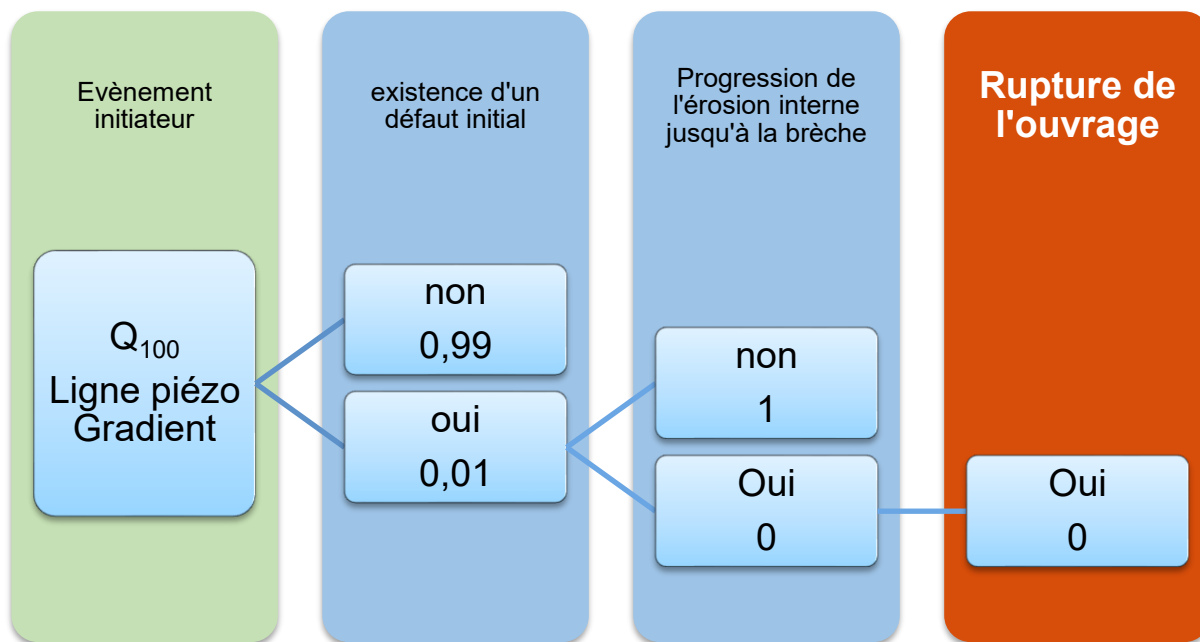 Evènement
initiateur
existence d'un
défaut initial
Progression de
l'érosion interne
jusqu'à la brèche
Rupture de
l'ouvrage
Q₁₀₀
Ligne piézo
Gradient
non
0,99
oui
0,01
non
1
Oui
0
Oui
0